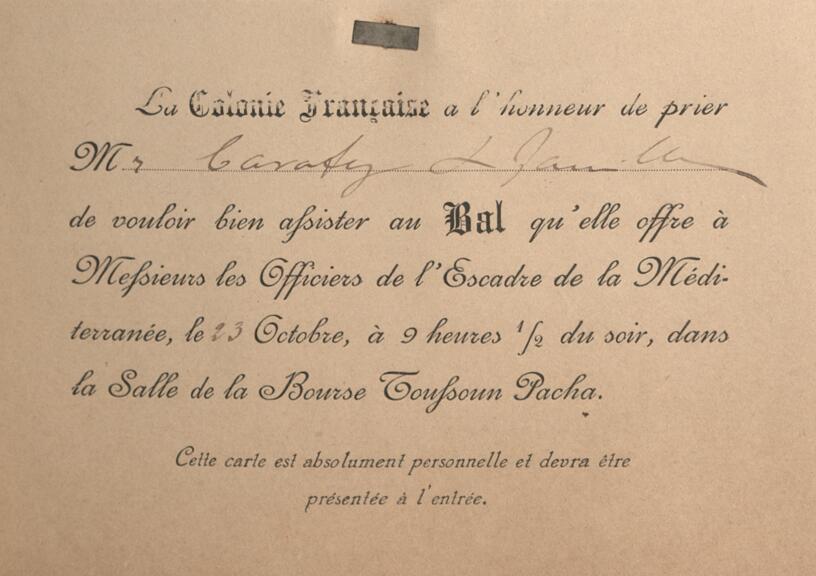 La Colonie Française a l'honneur de prier
Mr & famille
de vouloir bien aſsister au Bal qu'elle offre à
Meſsieurs les Officiers de l'Escadre de la Médi-
terranée, le 23 Octobre, à 9 heures 1/2 du soir, dans
la Salle de la Bourse Touſsoun Pacha.
Cette carte est absolument personnelle et devra être
présentée à l'entrée.